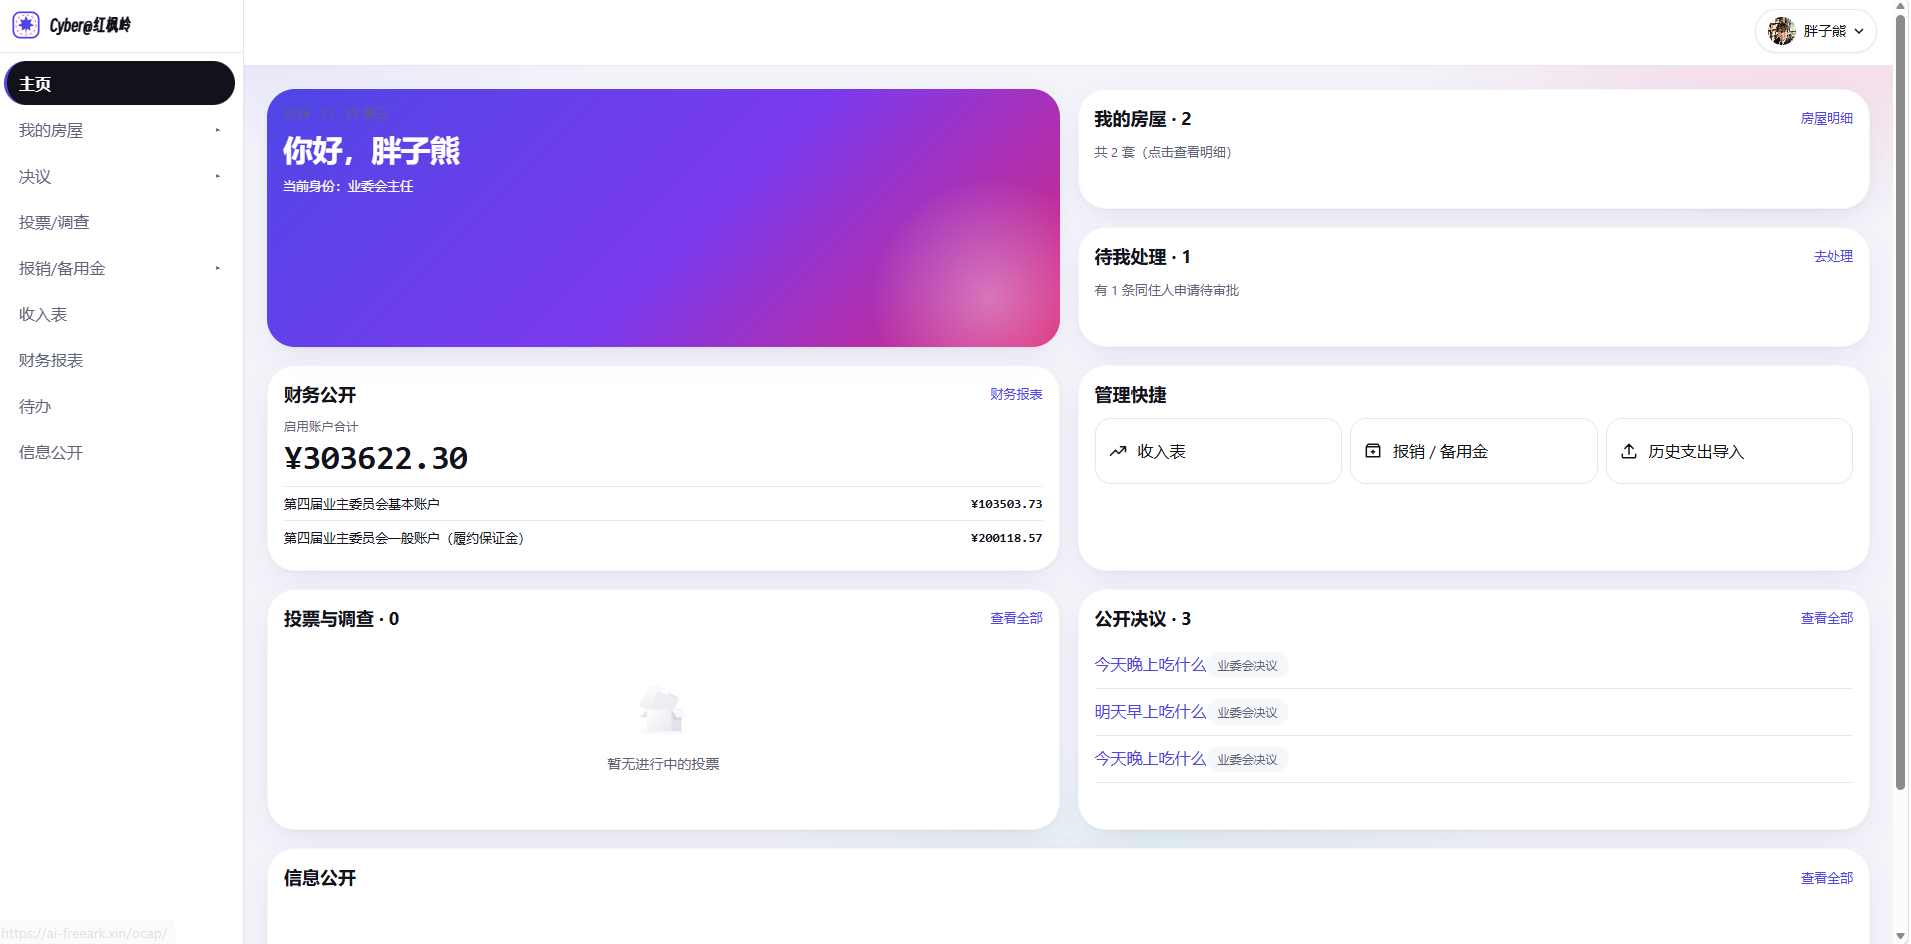 Cyber@红枫岭
胖子熊
主页
我的房屋
决议
投票/调查
报销/备用金
收入表
财务报表
待办
信息公开
你好，胖子熊
当前身份：业委会主任
我的房屋 · 2
房屋明细
共 2 套（点击查看明细）
待我处理 · 1
去处理
有 1 条同住人申请待审批
财务公开
财务报表
启用账户合计
¥303622.30
第四届业主委员会基本账户
¥103503.73
第四届业主委员会一般账户（履约保证金）
¥200118.57
管理快捷
收入表
报销 / 备用金
历史支出导入
投票与调查 · 0
查看全部
暂无进行中的投票
公开决议 · 3
查看全部
今天晚上吃什么 业委会决议
明天早上吃什么 业委会决议
今天晚上吃什么 业委会决议
信息公开
查看全部
https://ai-freeark.xin/ocap/